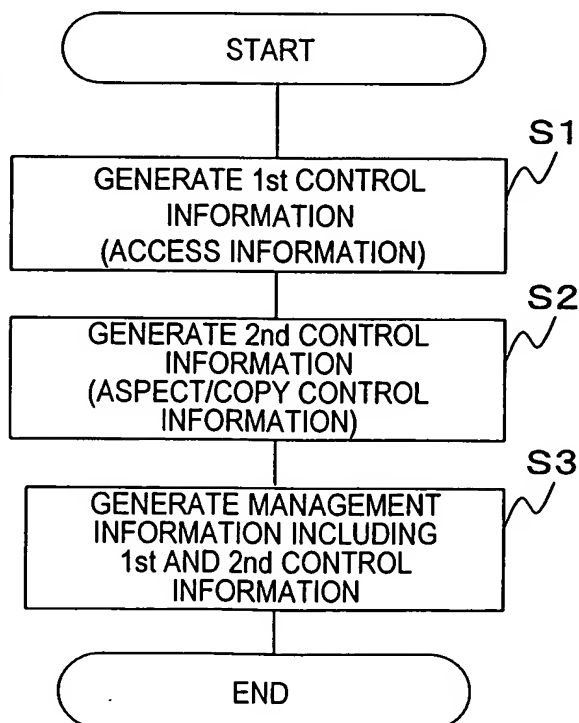 START
S1
GENERATE 1st CONTROL
INFORMATION
(ACCESS INFORMATION)
S2
GENERATE 2nd CONTROL
INFORMATION
(ASPECT/COPY CONTROL
INFORMATION)
S3
GENERATE MANAGEMENT
INFORMATION INCLUDING
1st AND 2nd CONTROL
INFORMATION
END